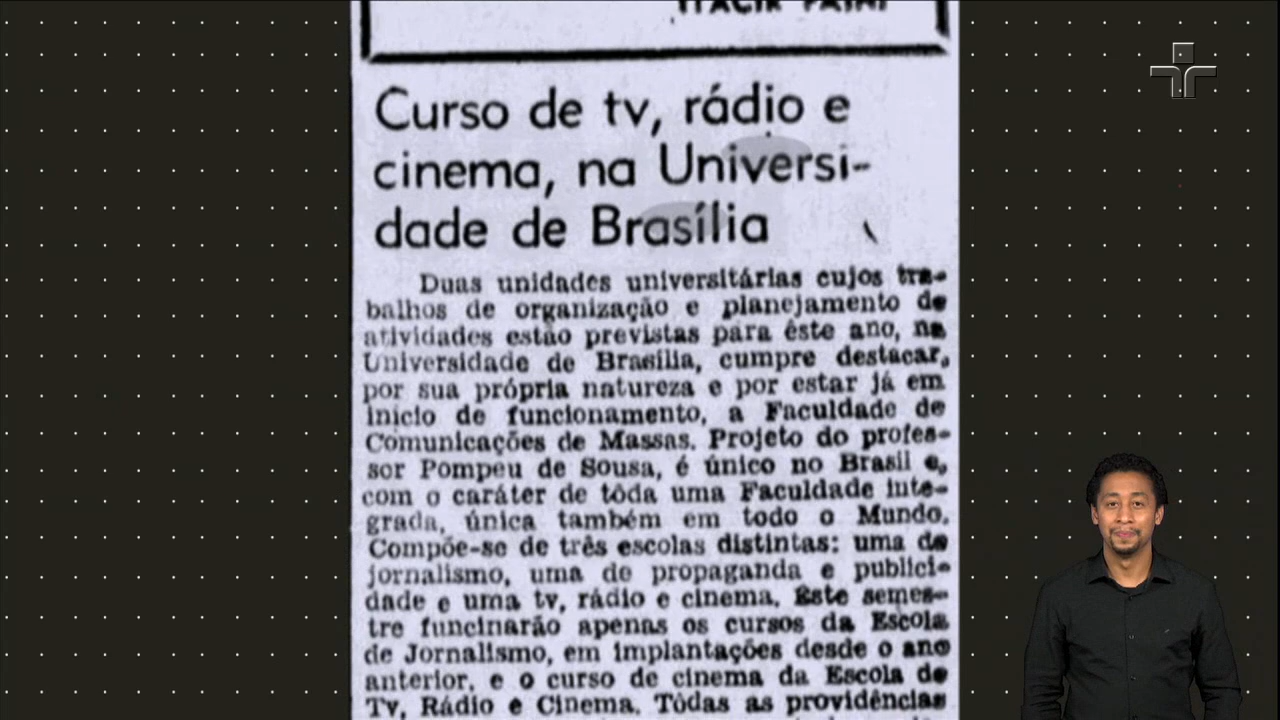 ITACIR FAINI
Curso de tv, rádio e
cinema, na Universi-
dade de Brasília
Duas unidades universitárias cujos tra-
balhos de organização e planejamento de
atividades estão previstas para êste ano, na
Universidade de Brasília, cumpre destacar,
por sua própria natureza e por estar já em
início de funcionamento, a Faculdade de
Comunicações de Massas. Projeto do profes-
sor Pompeu de Sousa, é único no Brasil e,
com o caráter de tôda uma Faculdade inte-
grada, única também em todo o Mundo.
Compõe-se de três escolas distintas: uma de
jornalismo, uma de propaganda e publici-
dade e uma tv, rádio e cinema. Êste semes-
tre funcinarão apenas os cursos da Escola
de Jornalismo, em implantações desde o ano
anterior, e o curso de cinema da Escola de
Tv, Rádio e Cinema. Tôdas as providências